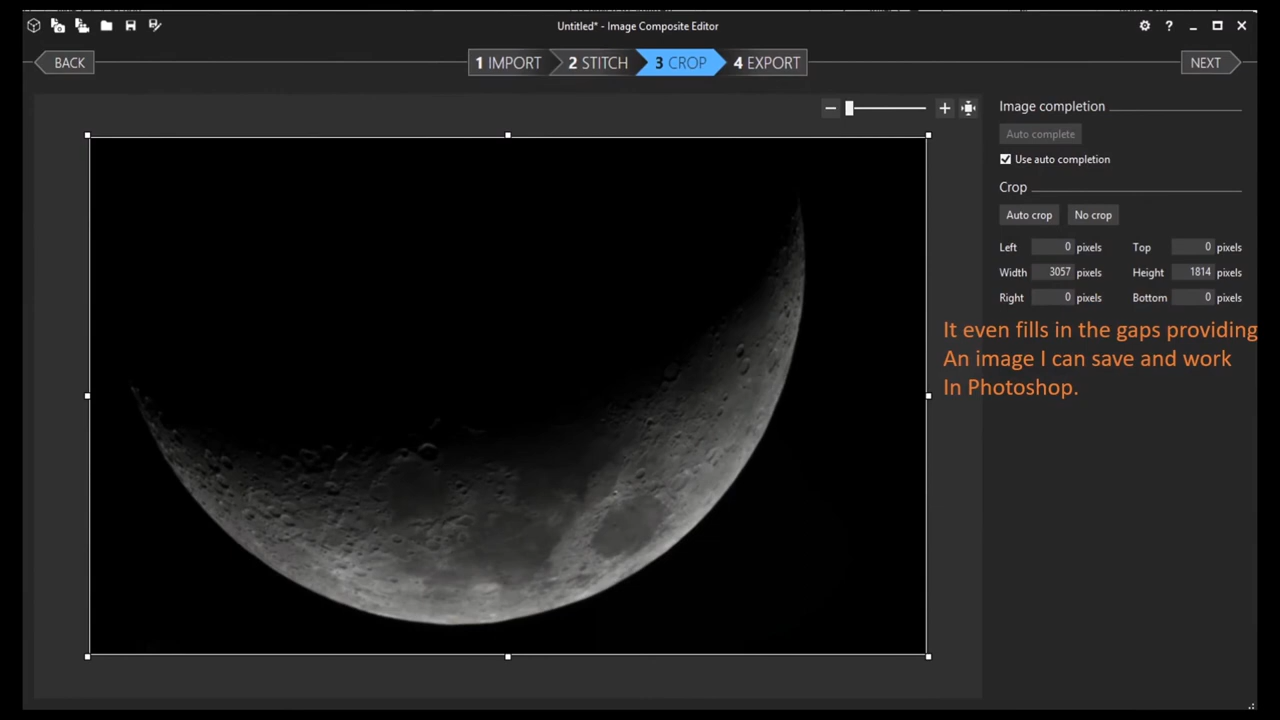 Untitled* - Image Composite Editor
BACK
1 IMPORT
2 STITCH
3 CROP
4 EXPORT
NEXT
Image completion
Auto complete
Use auto completion
Crop
Auto crop No crop
Left 0 pixels Top 0 pixels
Width 3057 pixels Height 1814 pixels
Right 0 pixels Bottom 0 pixels
It even fills in the gaps providing
An image I can save and work
In Photoshop.